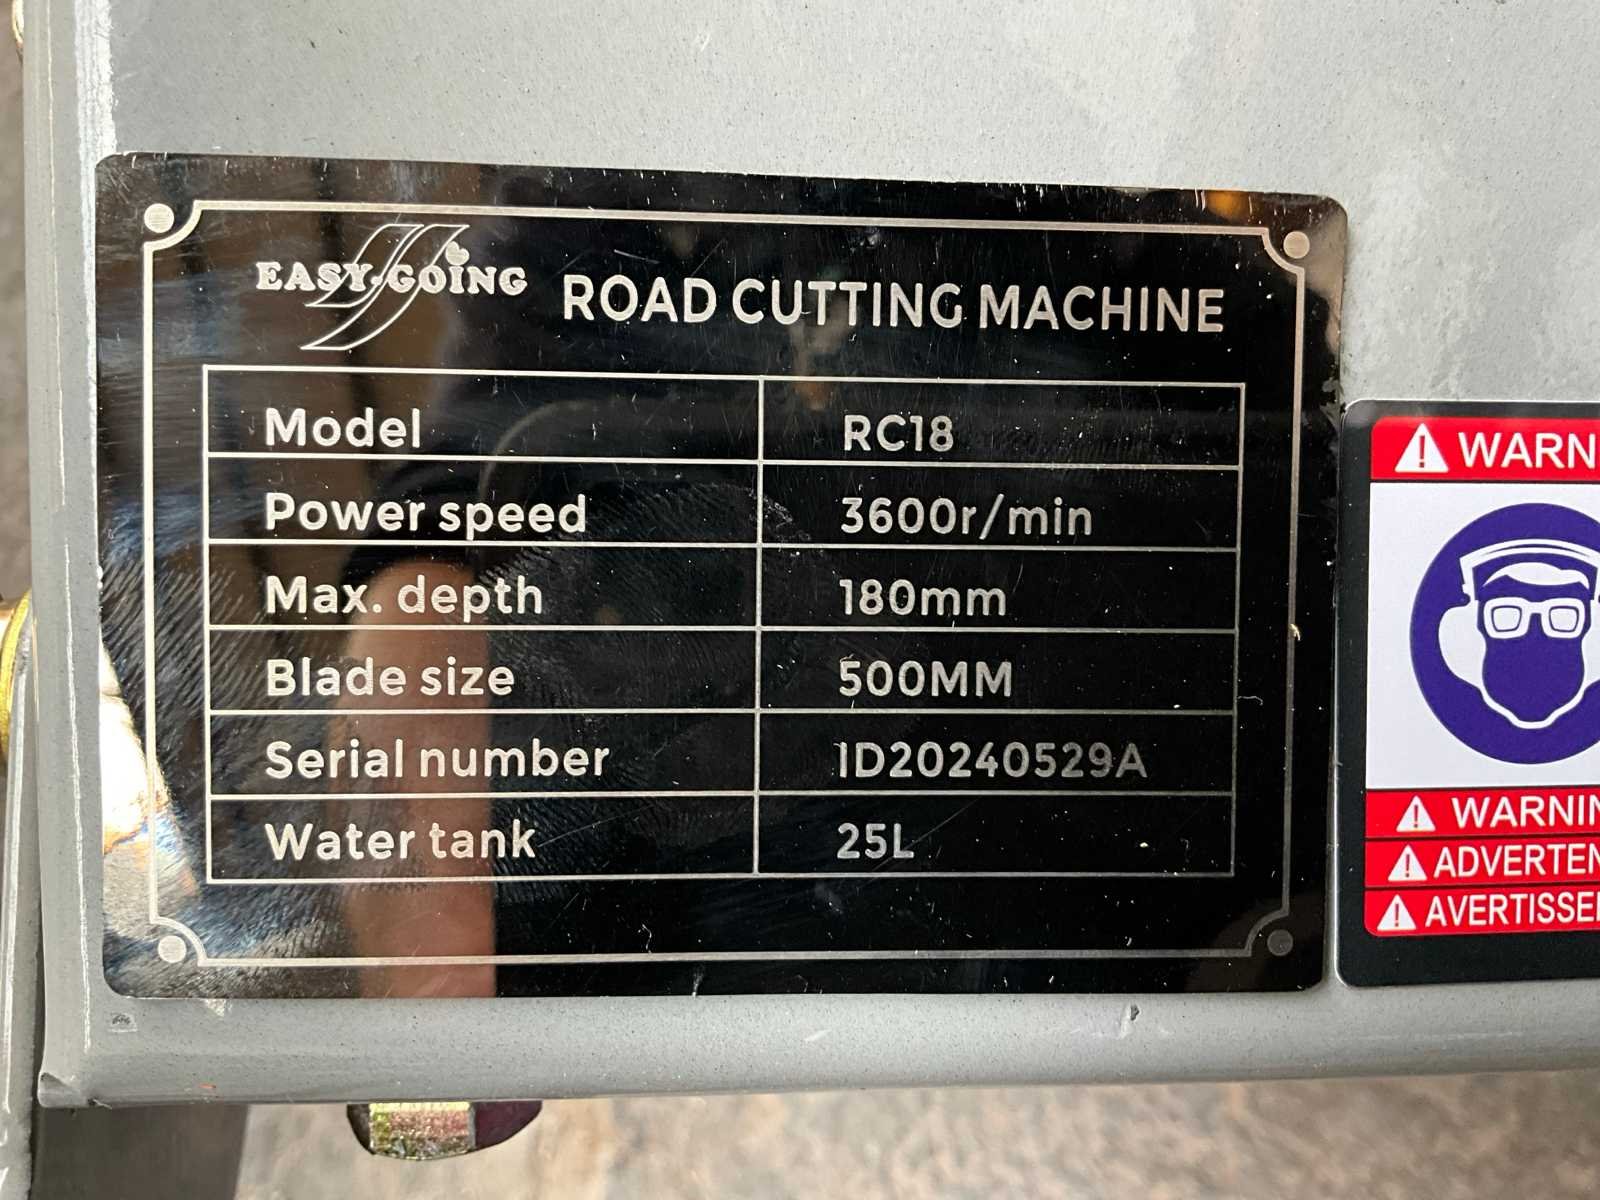 EASY-GOING
ROAD CUTTING MACHINE
Model RC18
Power speed 3600r/min
Max. depth 180mm
Blade size 500MM
Serial number 1D20240529A
Water tank 25L
WARN
WARNIN
ADVERTEN
AVERTISSE